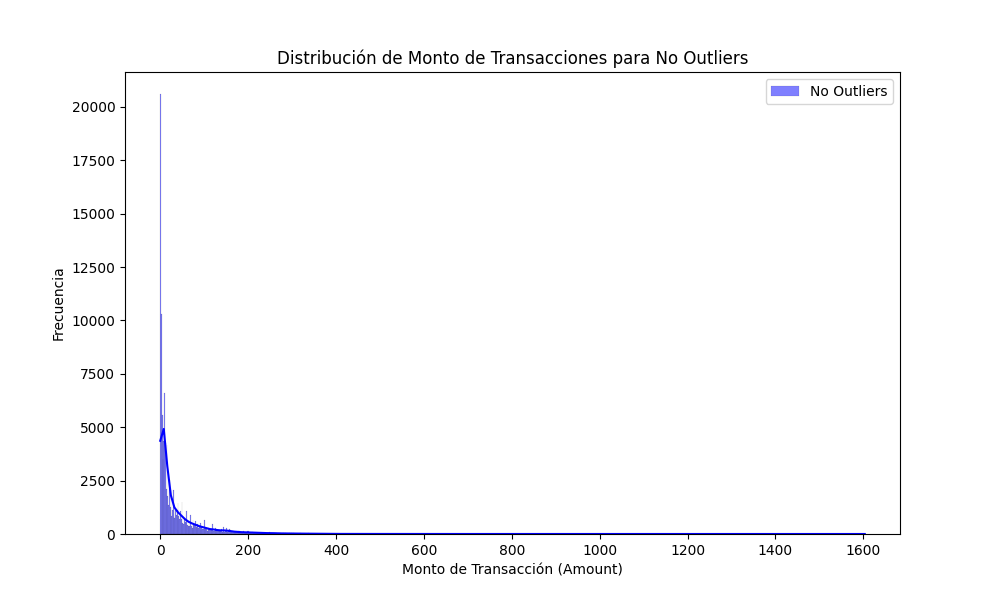 Distribución de Monto de Transacciones para No Outliers
No Outliers
20000
17500
15000
12500
10000
7500
5000
2500
0
Frecuencia
0 200 400 600 800 1000 1200 1400 1600
Monto de Transacción (Amount)